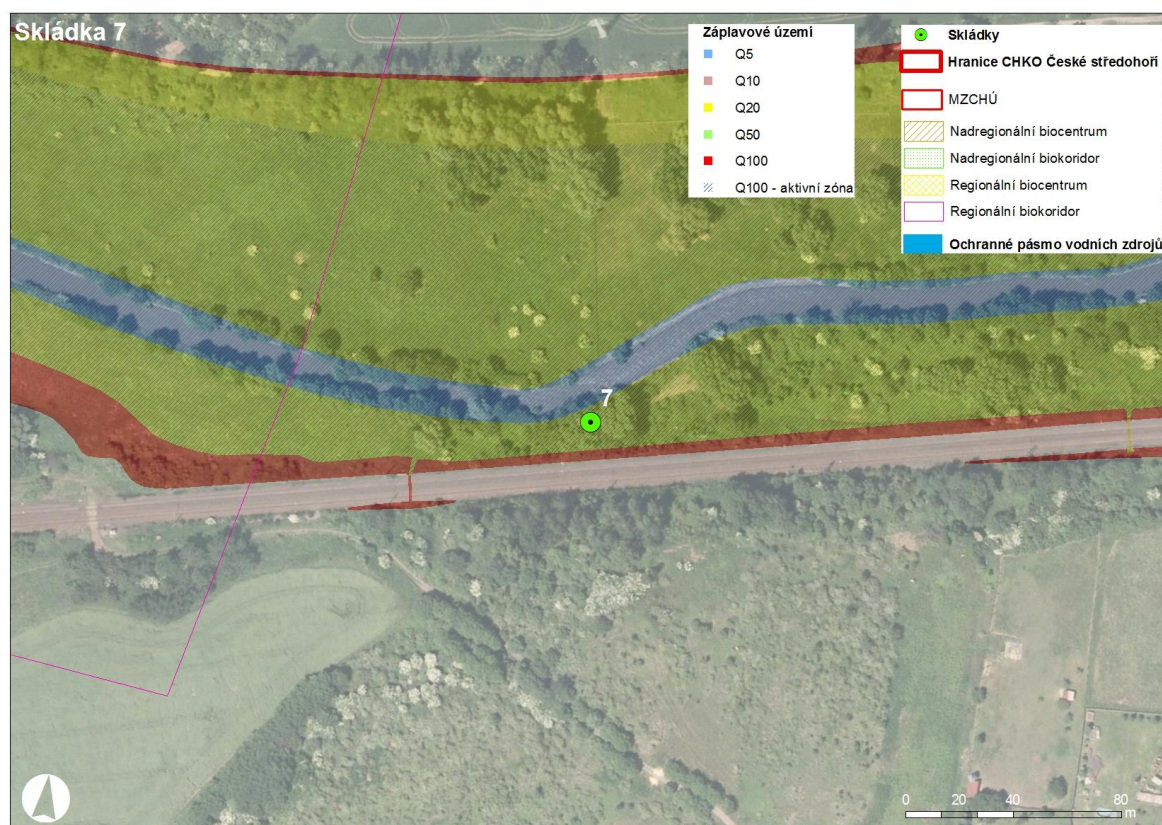 Skládka 7
Záplavové území
Q5
Q10
Q20
Q50
Q100
Q100 - aktivní zóna
Skládky
Hranice CHKO České středohoří
MZCHÚ
Nadregionální biocentrum
Nadregionální biokoridor
Regionální biocentrum
Regionální biokoridor
Ochranné pásmo vodních zdrojů
7
0 20 40 80
m